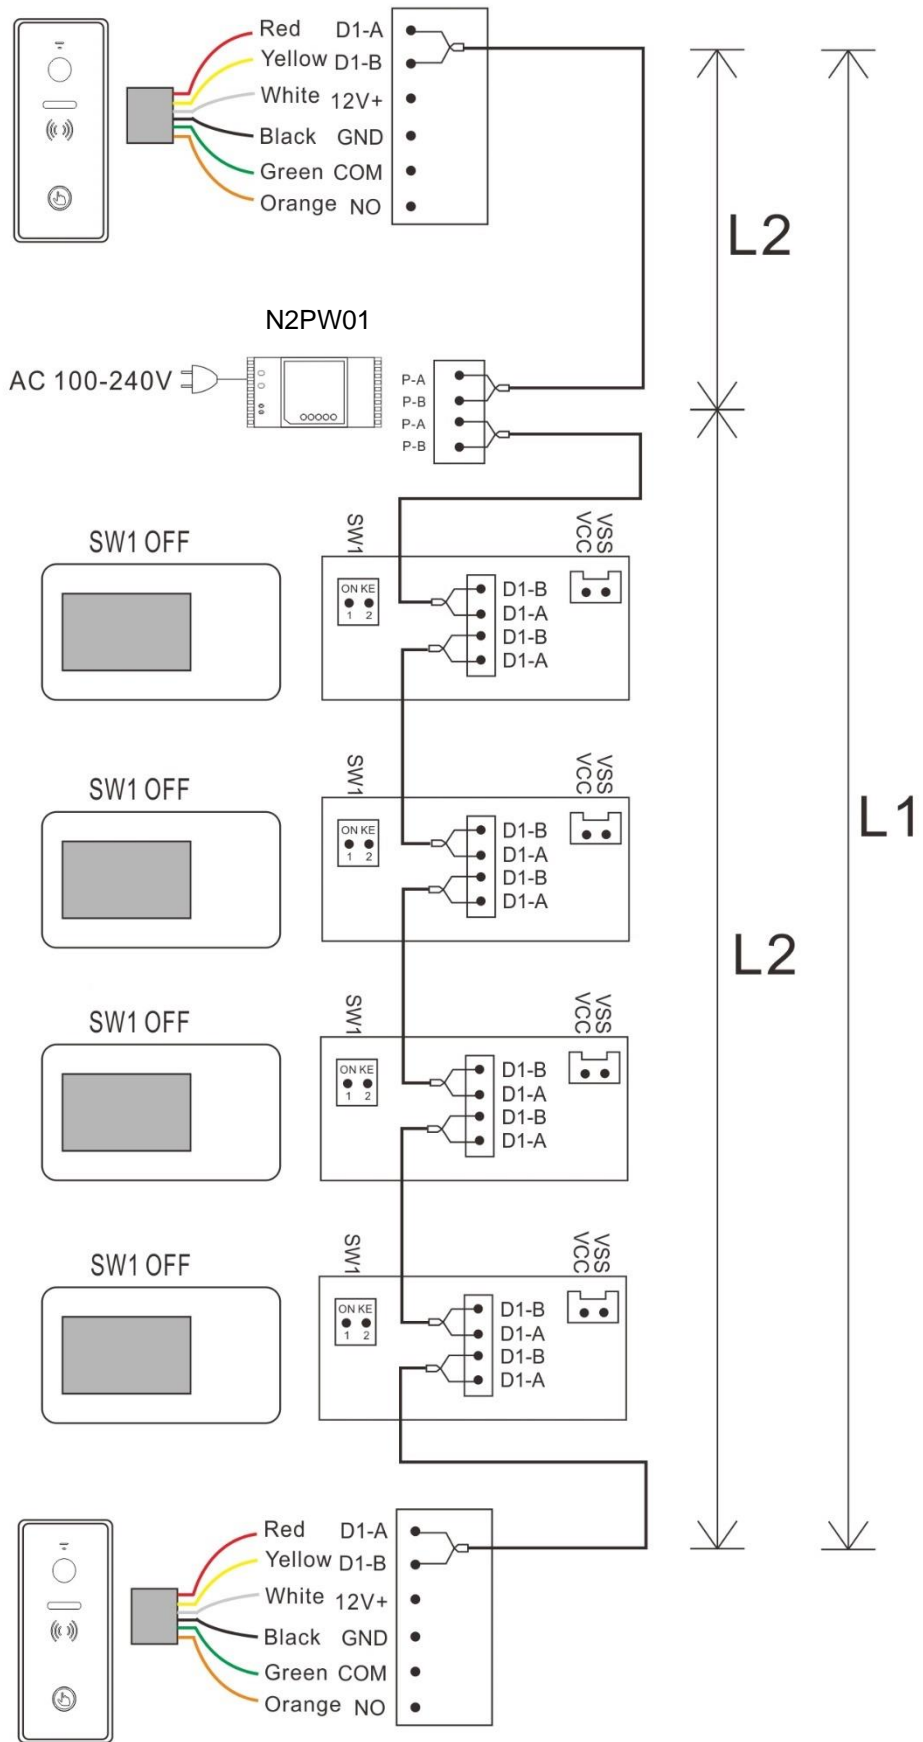 Red D1-A
Yellow D1-B
White 12V+
Black GND
Green COM
Orange NO
L2
N2PW01
AC 100-240V
P-A
P-B
P-A
P-B
SW1 OFF
SW1
VSS
VCC
ON KE
1 2
D1-B
D1-A
D1-B
D1-A
SW1 OFF
SW1
VSS
VCC
ON KE
1 2
D1-B
D1-A
D1-B
D1-A
L1
L2
SW1 OFF
SW1
VSS
VCC
ON KE
1 2
D1-B
D1-A
D1-B
D1-A
SW1 OFF
SW1
VSS
VCC
ON KE
1 2
D1-B
D1-A
D1-B
D1-A
Red D1-A
Yellow D1-B
White 12V+
Black GND
Green COM
Orange NO